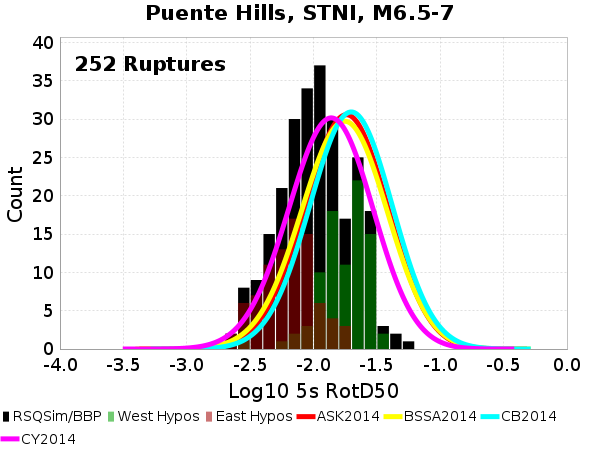 Puente Hills, STNI, M6.5-7
252 Ruptures
Count
40
35
30
25
20
15
10
5
0
-4.0 -3.5 -3.0 -2.5 -2.0 -1.5 -1.0 -0.5 0.0
Log10 5s RotD50
RSQSim/BBP West Hypos East Hypos ASK2014 BSSA2014 CB2014
CY2014